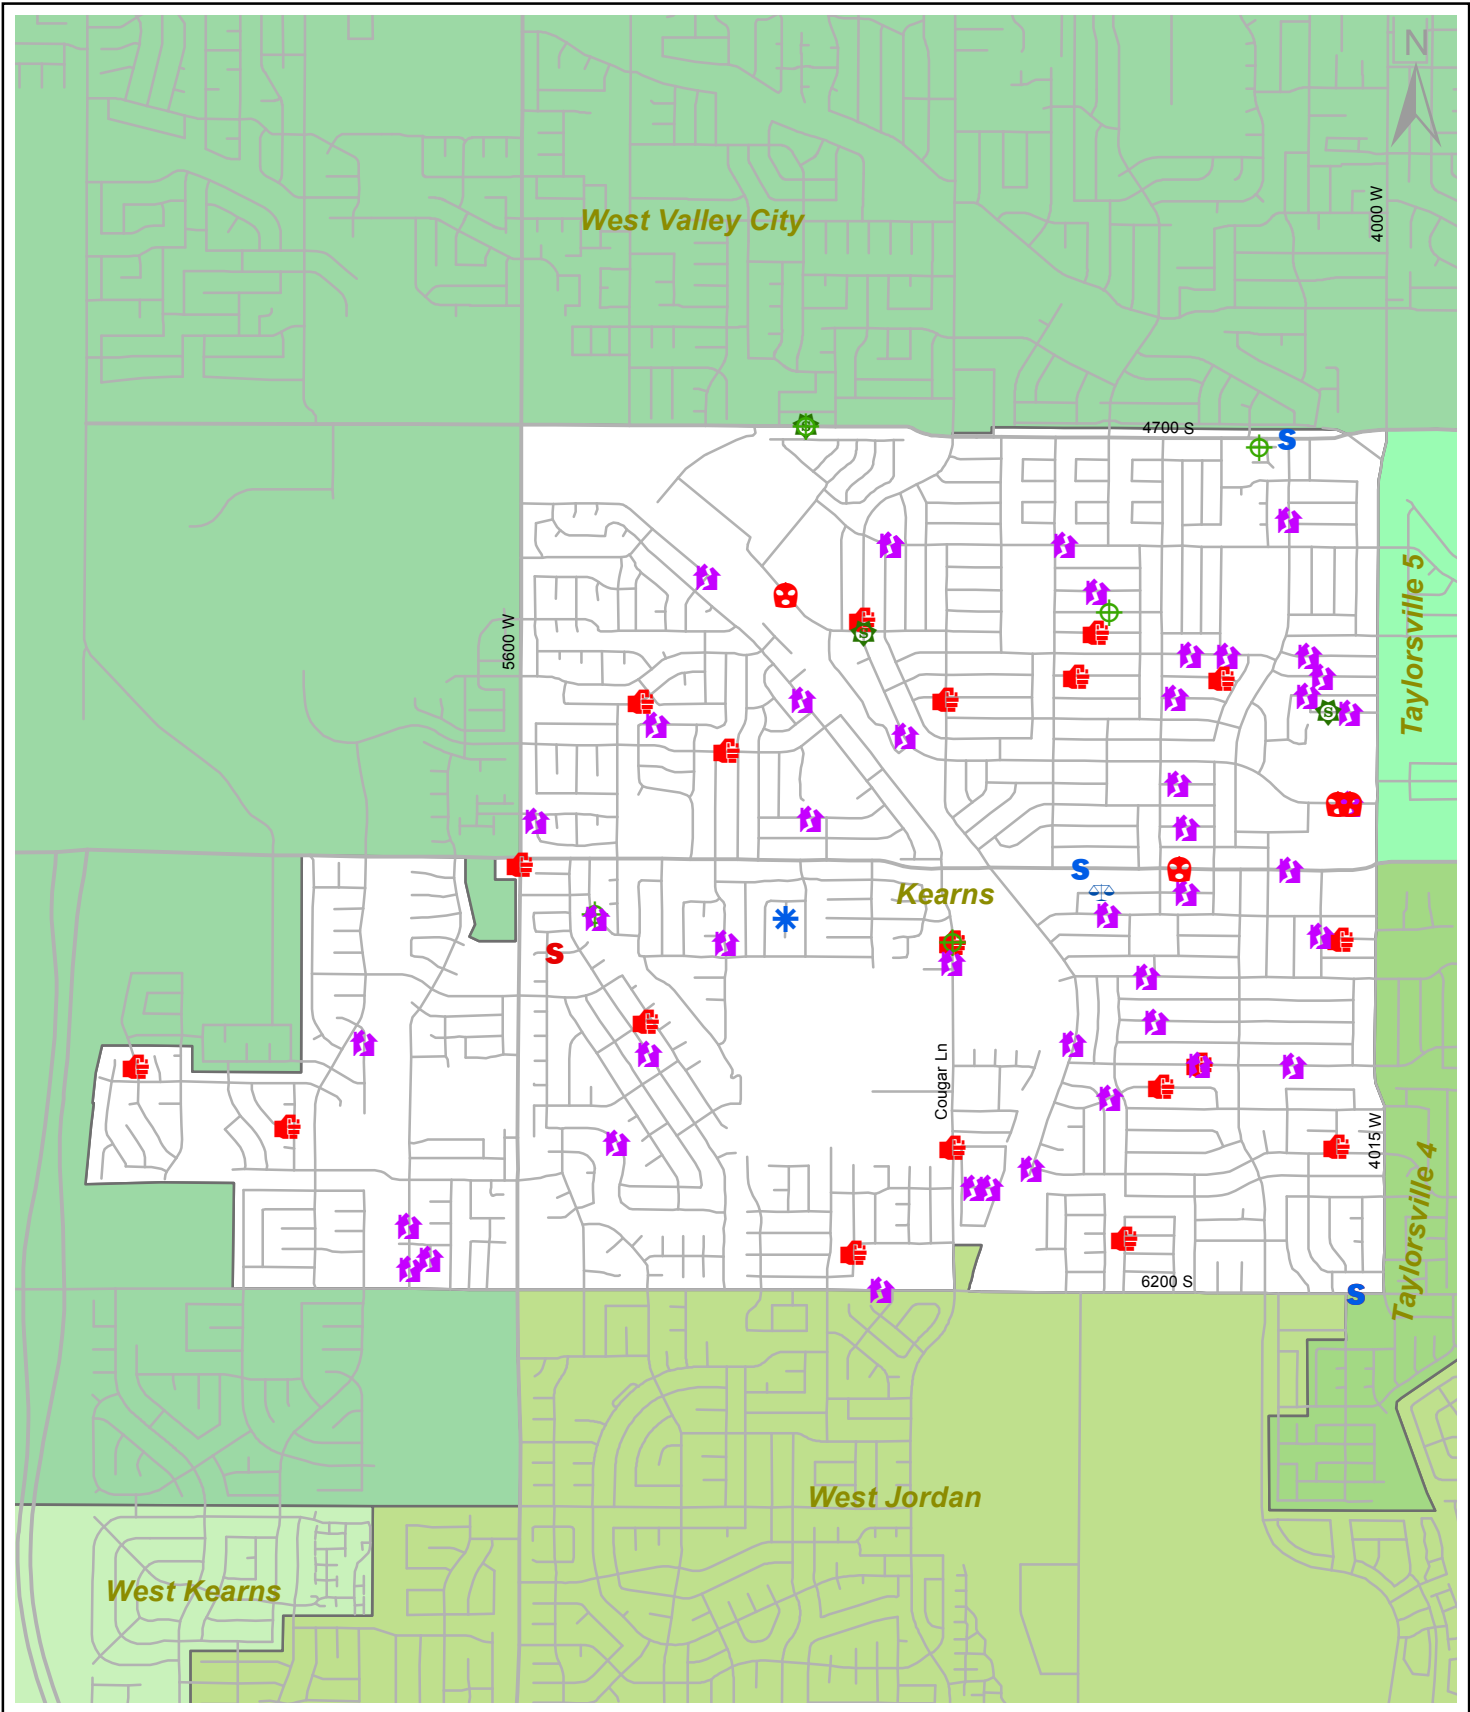 N
4000 W
West Valley City
4700 S
S
S
Taylorsville 5
5600 W
S
S
S
Kearns
S
Cougar Ln
4015 W
Taylorsville 4
6200 S
S
West Jordan
West Kearns